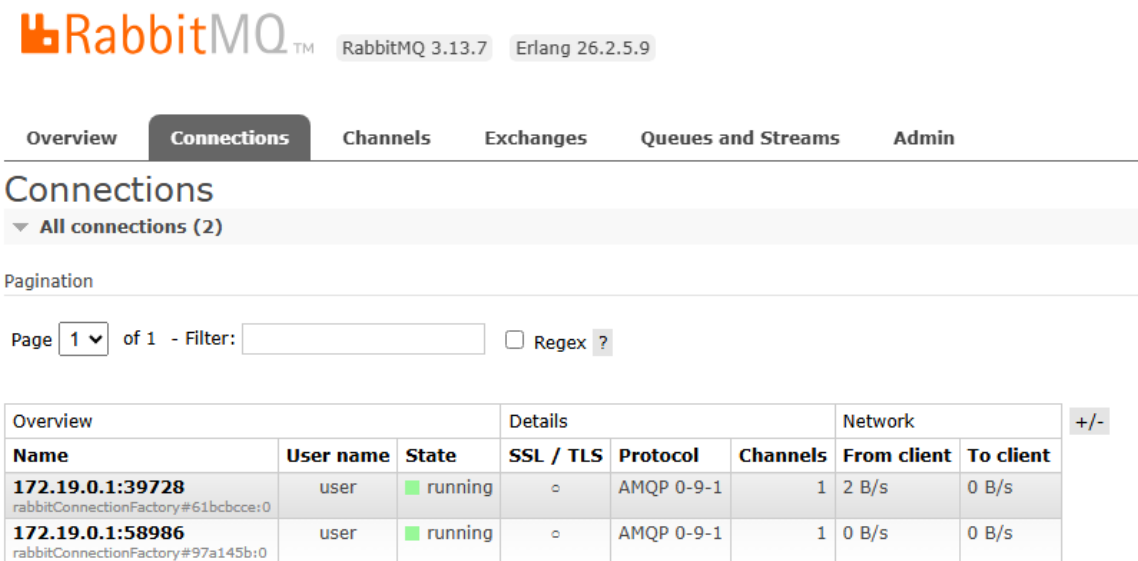 RabbitMQ TM RabbitMQ 3.13.7 Erlang 26.2.5.9
Overview Connections Channels Exchanges Queues and Streams Admin
Connections
All connections (2)
Pagination
Page 1 of 1 - Filter: Regex ?
Overview Details Network +/-
Name User name State SSL / TLS Protocol Channels From client To client
172.19.0.1:39728 user running ○ AMQP 0-9-1 1 2 B/s 0 B/s
rabbitConnectionFactory#61bcbcce:0
172.19.0.1:58986 user running ○ AMQP 0-9-1 1 0 B/s 0 B/s
rabbitConnectionFactory#97a145b:0